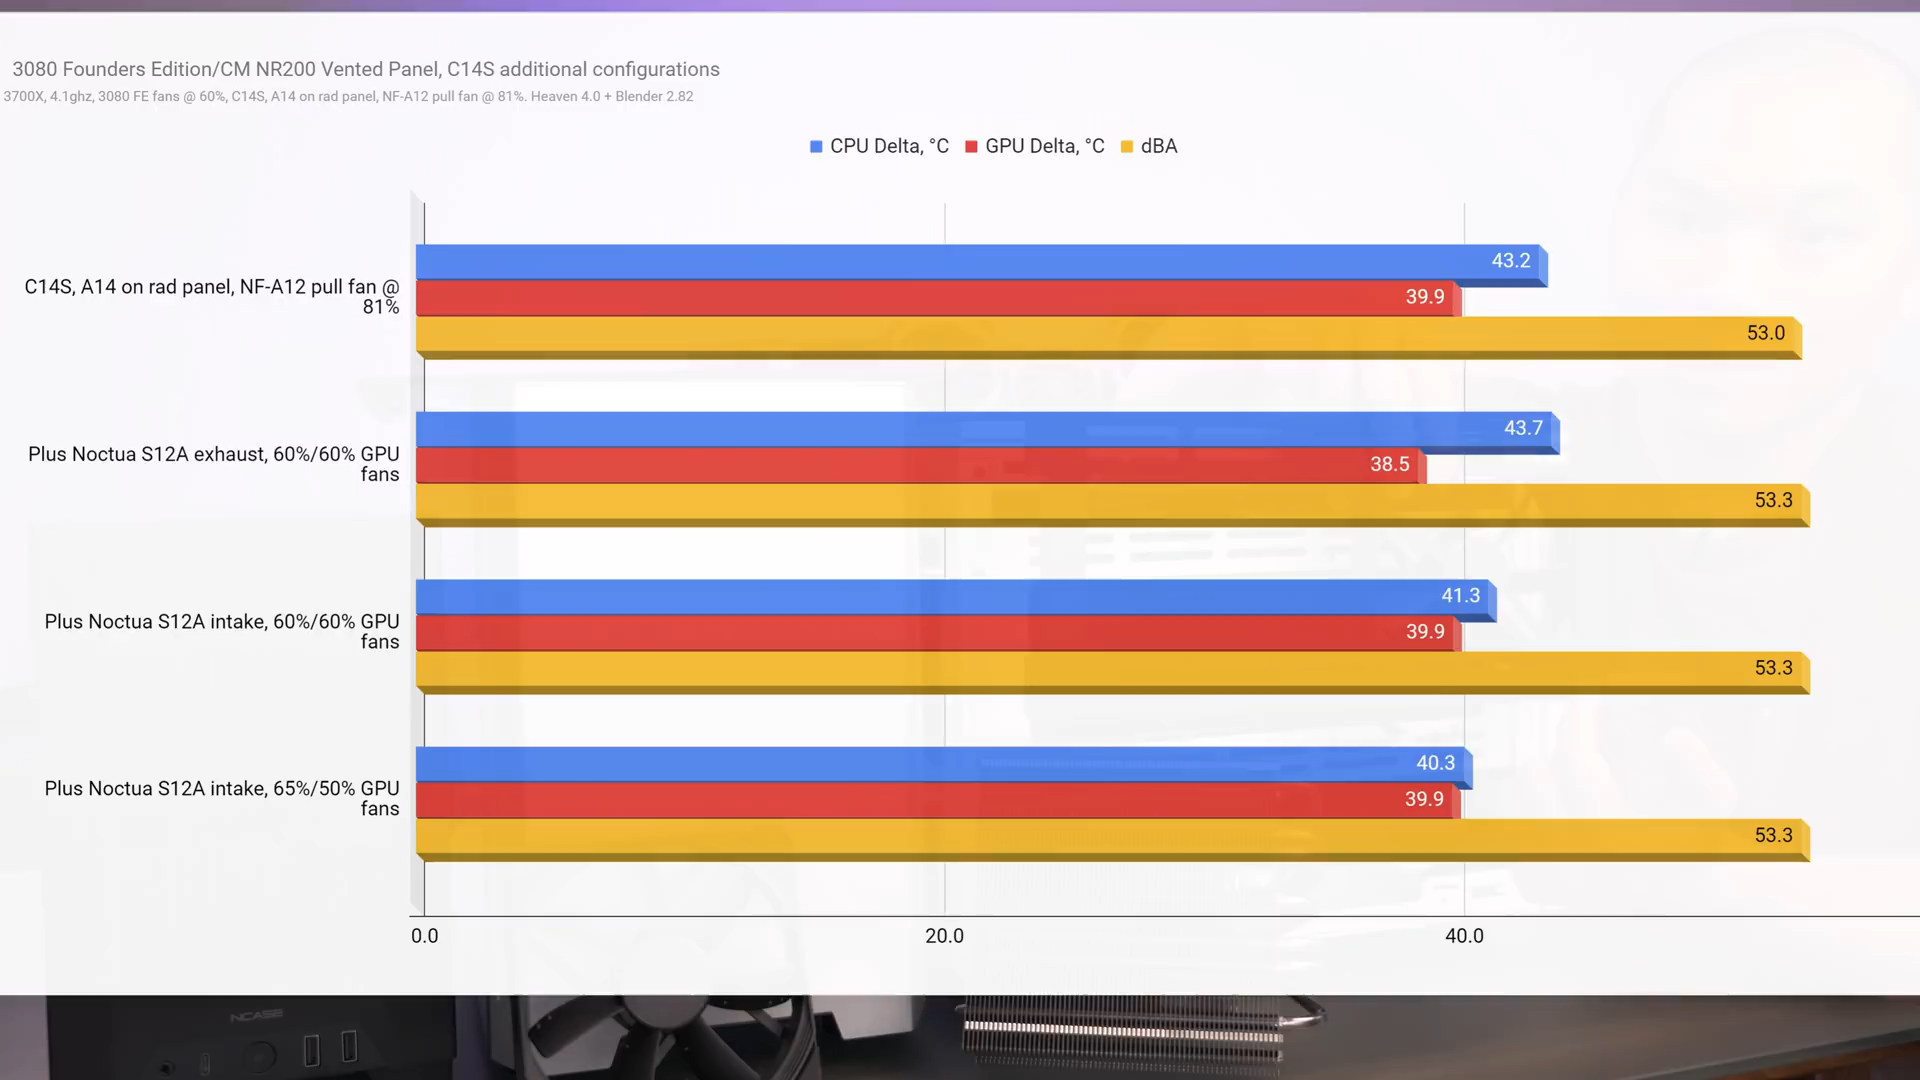 3080 Founders Edition/CM NR200 Vented Panel, C14S additional configurations
3700X, 4.1ghz, 3080 FE fans @ 60%, C14S, A14 on rad panel, NF-A12 pull fan @ 81%. Heaven 4.0 + Blender 2.82
CPU Delta, °C GPU Delta, °C dBA
C14S, A14 on rad panel, NF-A12 pull fan @
81%
43.2
39.9
53.0
Plus Noctua S12A exhaust, 60%/60% GPU
fans
43.7
38.5
53.3
Plus Noctua S12A intake, 60%/60% GPU
fans
41.3
39.9
53.3
Plus Noctua S12A intake, 65%/50% GPU
fans
40.3
39.9
53.3
0.0 20.0 40.0
NCASE